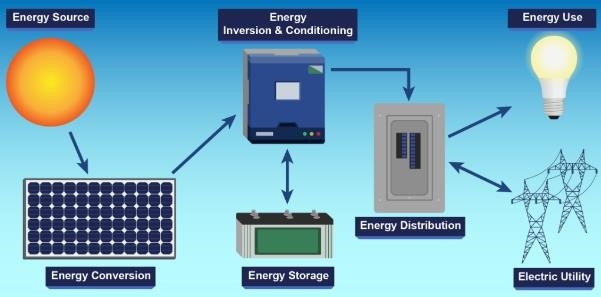 Energy Source
Energy
Inversion & Conditioning
Energy Use
Energy Distribution
Energy Conversion
Energy Storage
Electric Utility